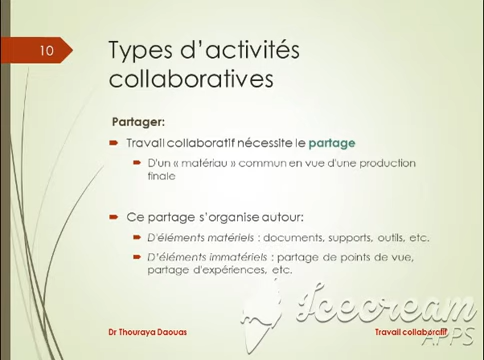 10
Types d'activités
collaboratives
Partager:
Travail collaboratif nécessite le partage
D'un « matériau » commun en vue d'une production
finale
Ce partage s'organise autour:
D'éléments matériels : documents, supports, outils, etc.
D'éléments immatériels : partage de points de vue,
partage d'expériences, etc.
Icecream
APPS
Dr Thouraya Daouas
Travail collaboratif